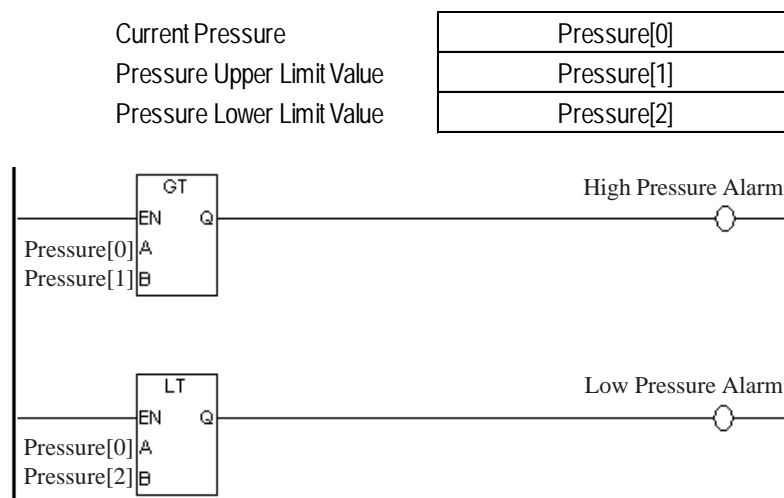 Current Pressure Pressure[0]
Pressure Upper Limit Value Pressure[1]
Pressure Lower Limit Value Pressure[2]
GT High Pressure Alarm
EN Q
Pressure[0] A
Pressure[1] B
LT Low Pressure Alarm
EN Q
Pressure[0] A
Pressure[2] B